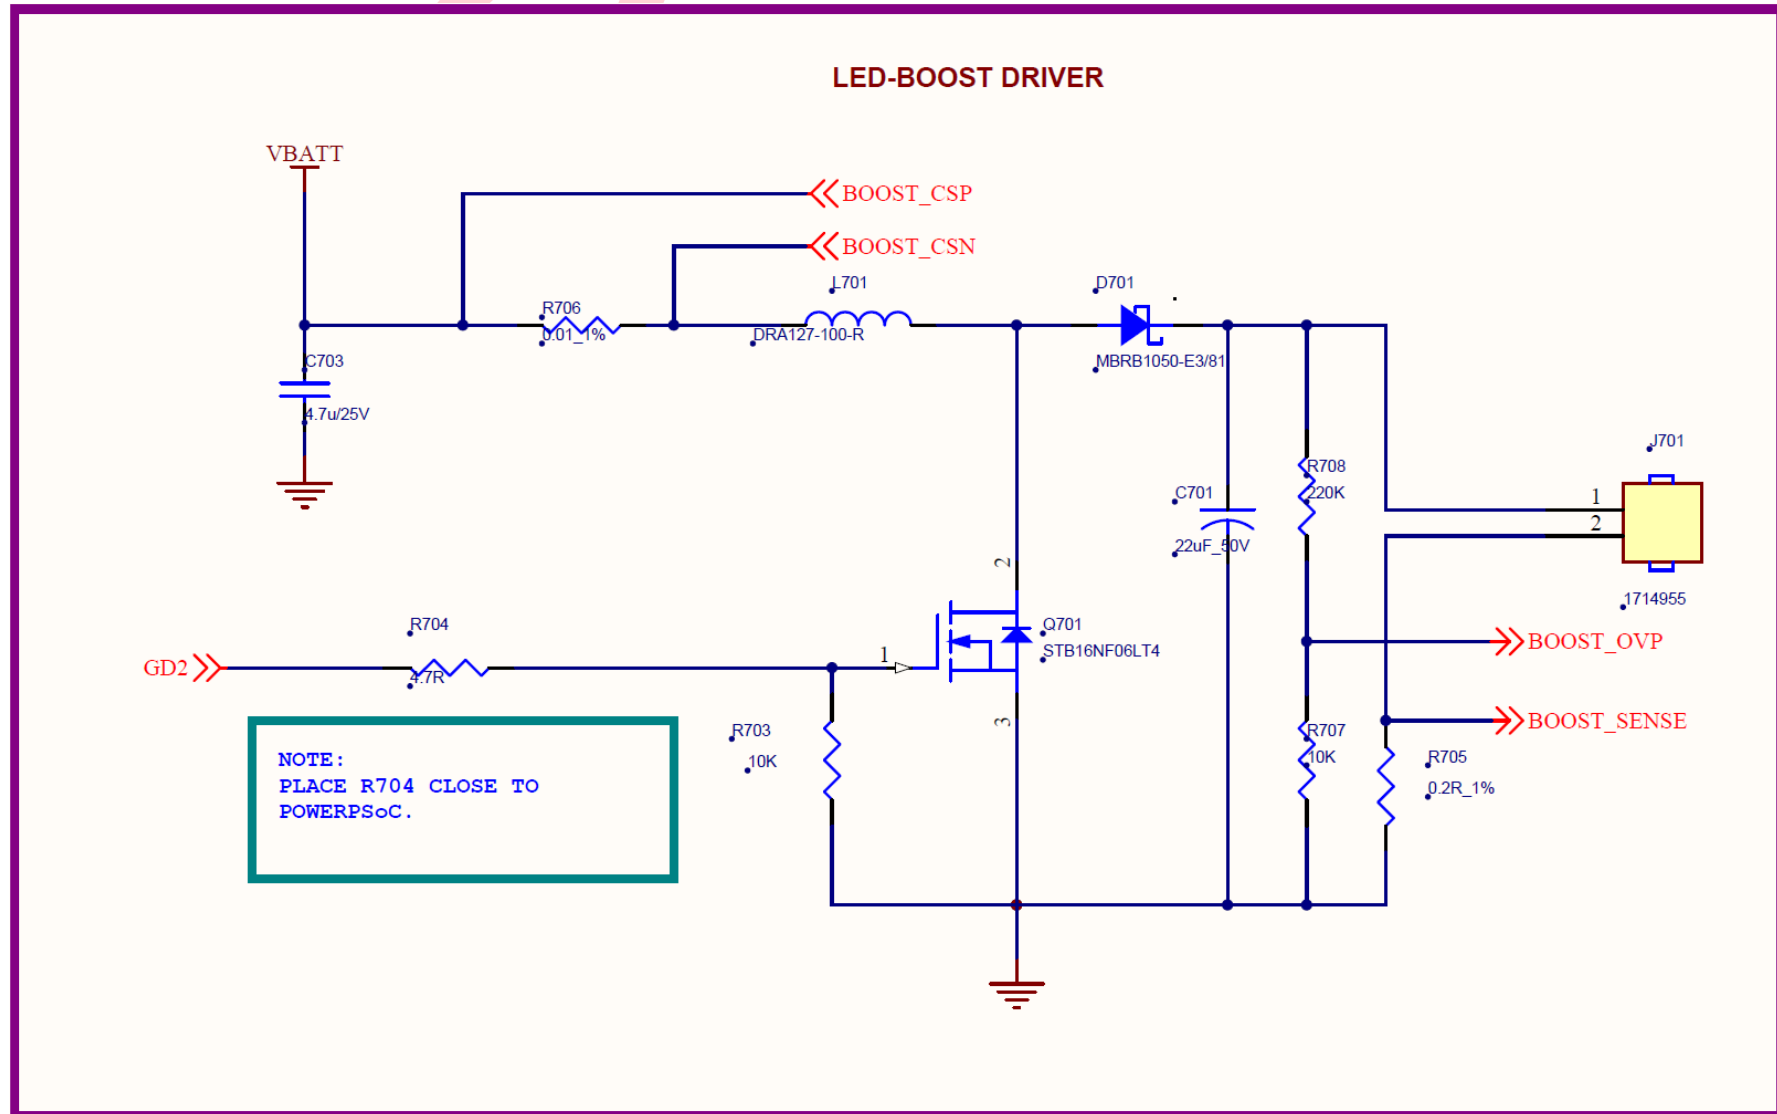 LED-BOOST DRIVER
VBATT
BOOST_CSP
BOOST_CSN
L701
D701
R706
0.01_1%
DRA127-100-R
MBRB1050-E3/81
C703
4.7u/25V
J701
R708
220K
C701
22uF_50V
1
2
1714955
2
R704
GD2
4.7R
1
Q701
STB16NF06LT4
BOOST_OVP
3
BOOST_SENSE
R703
10K
R707
10K
R705
0.2R_1%
NOTE:
PLACE R704 CLOSE TO
POWERPSoC.